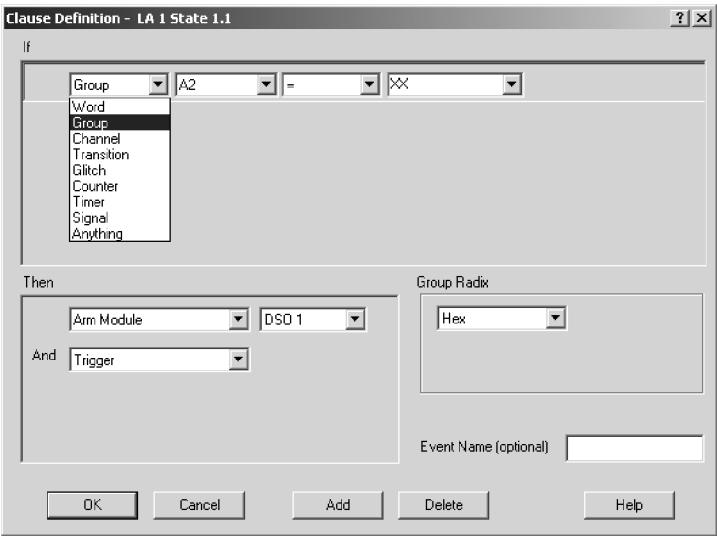 Clause Definition - LA 1 State 1.1
If
Group A2 = XX
Word
Group
Channel
Transition
Glitch
Counter
Timer
Signal
Anything
Then
Arm Module DSO 1
And Trigger
Group Radix
Hex
Event Name (optional)
OK Cancel Add Delete Help